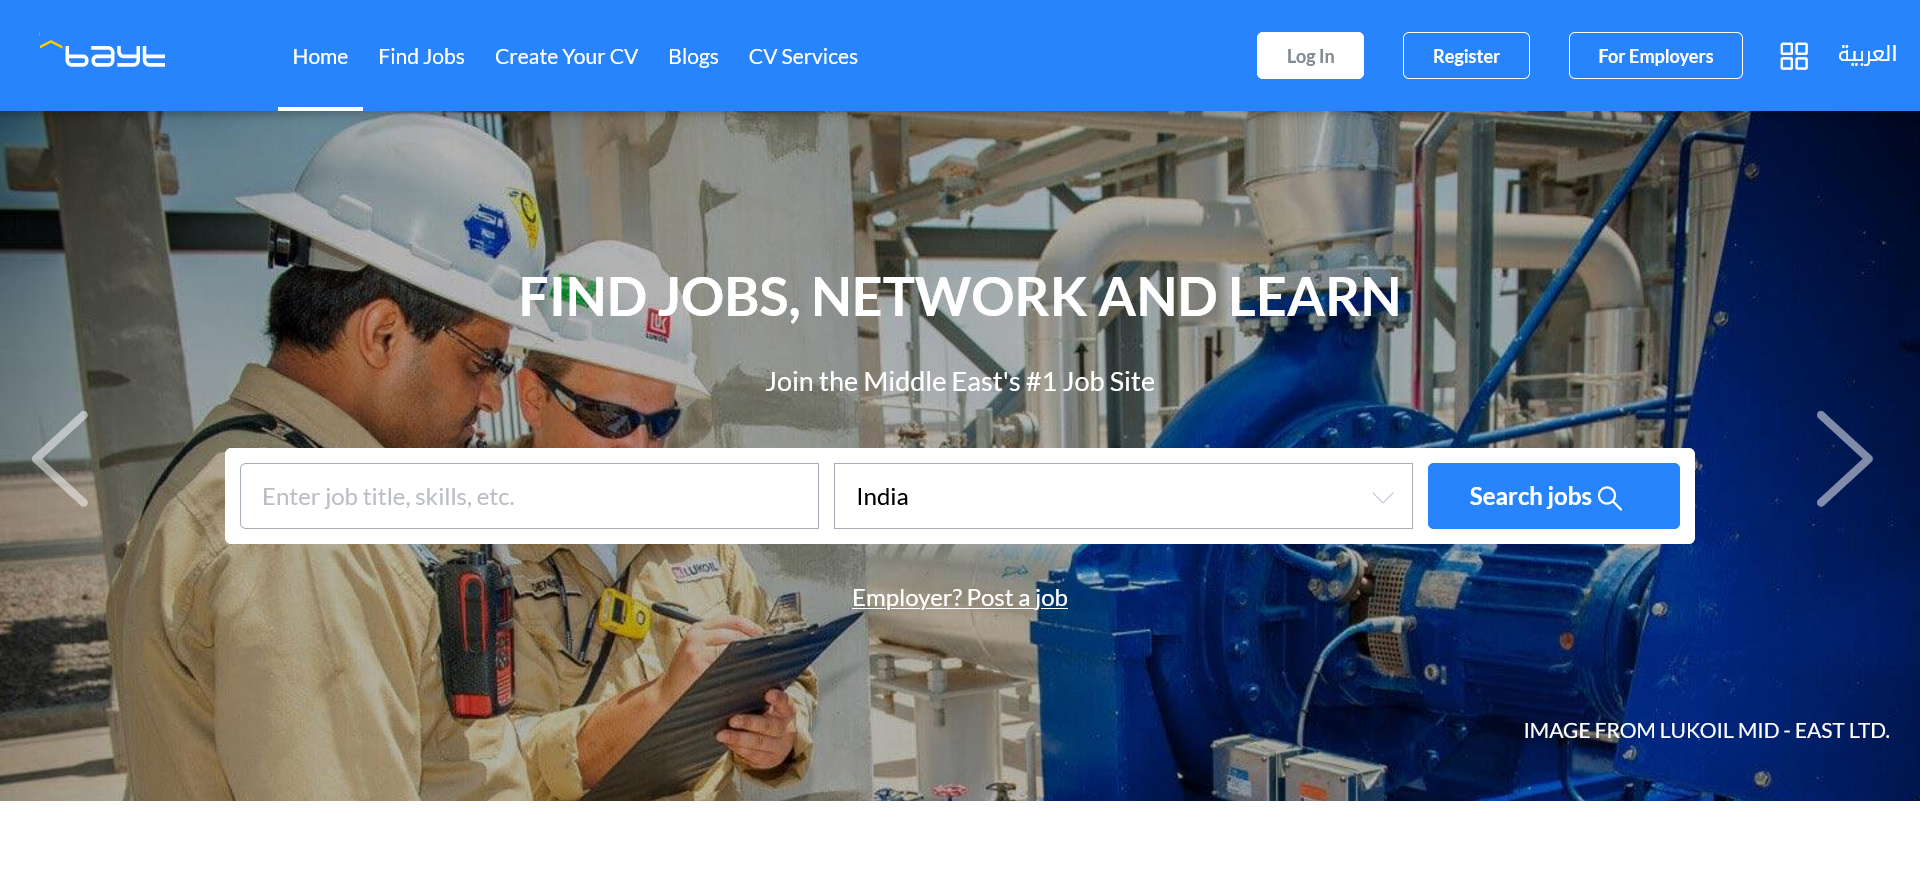 bayt
Home
Find Jobs
Create Your CV
Blogs
CV Services
Log In
Register
For Employers
العربية
FIND JOBS, NETWORK AND LEARN
LUKOIL
Join the Middle East's #1 Job Site
Enter job title, skills, etc.
India
Search jobs
LUKOIL
Employer? Post a job
IMAGE FROM LUKOIL MID - EAST LTD.